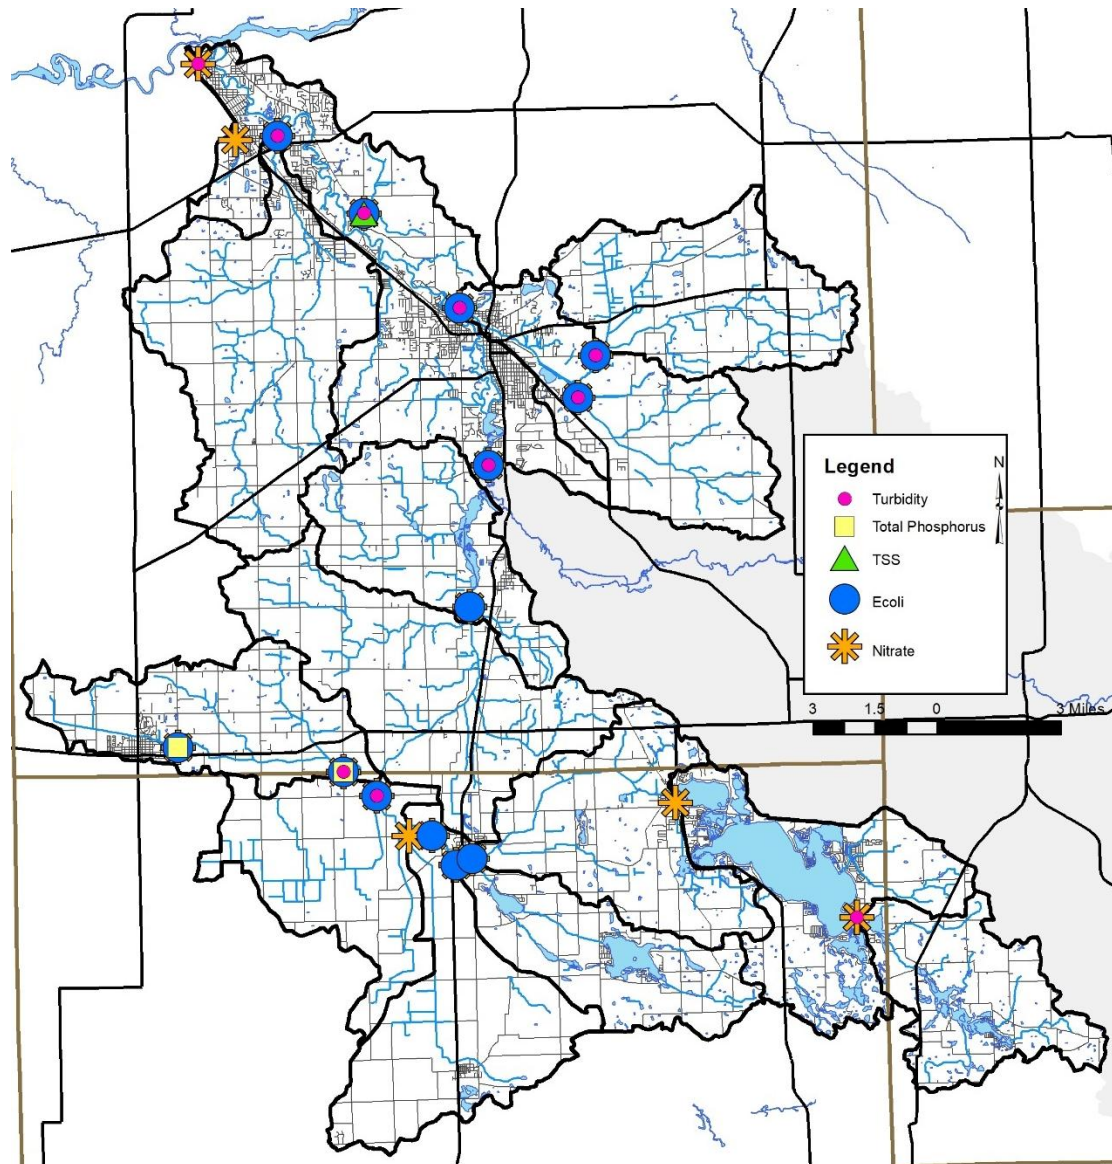 Legend
N
Turbidity
Total Phosphorus
TSS
Ecoli
Nitrate
3 1.5 0 3 Miles